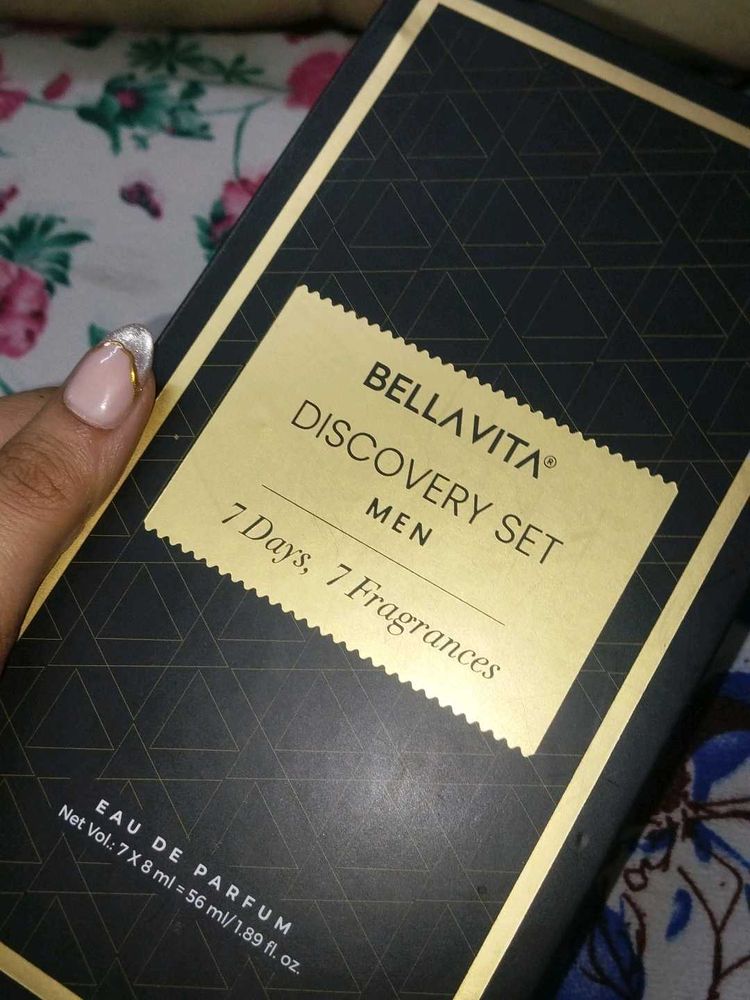 BELLAVITA®
DISCOVERY SET
MEN
7 Days, 7 Fragrances
EAU DE PARFUM
Net Vol.: 7 X 8 ml = 56 ml/1.89 fl. oz.